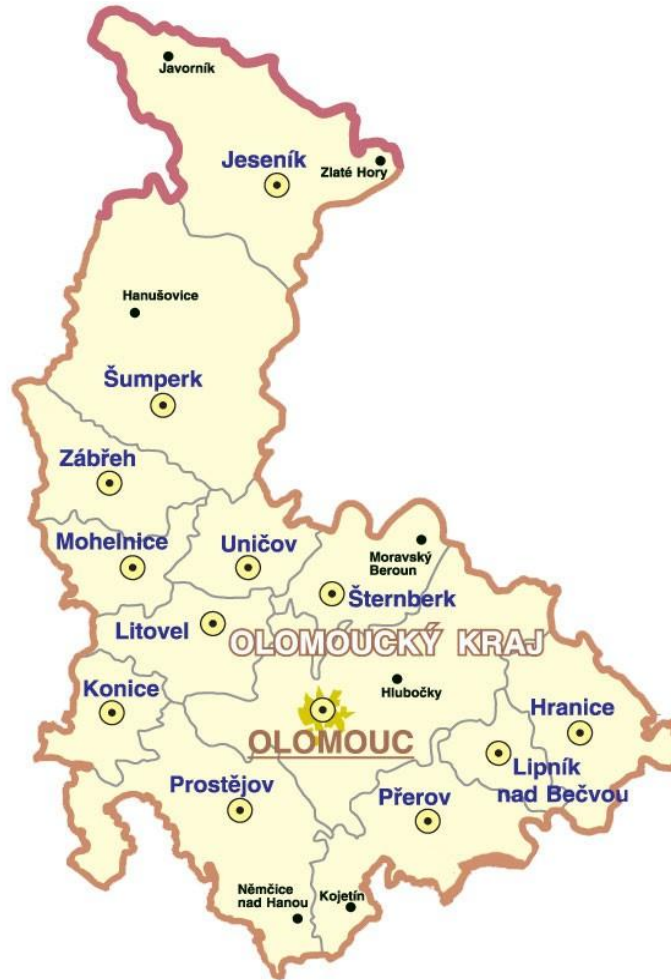 Javorník
Jeseník
Zlaté Hory
Hanušovice
Šumperk
Zábřeh
Mohelnice
Uničov
Moravský
Beroun
Šternberk
Litovel
OLOMOUCKÝ KRAJ
Konice
Hlubočky
Hranice
OLOMOUC
Lipník
nad Bečvou
Prostějov
Přerov
Němčice
nad Hanou
Kojetín